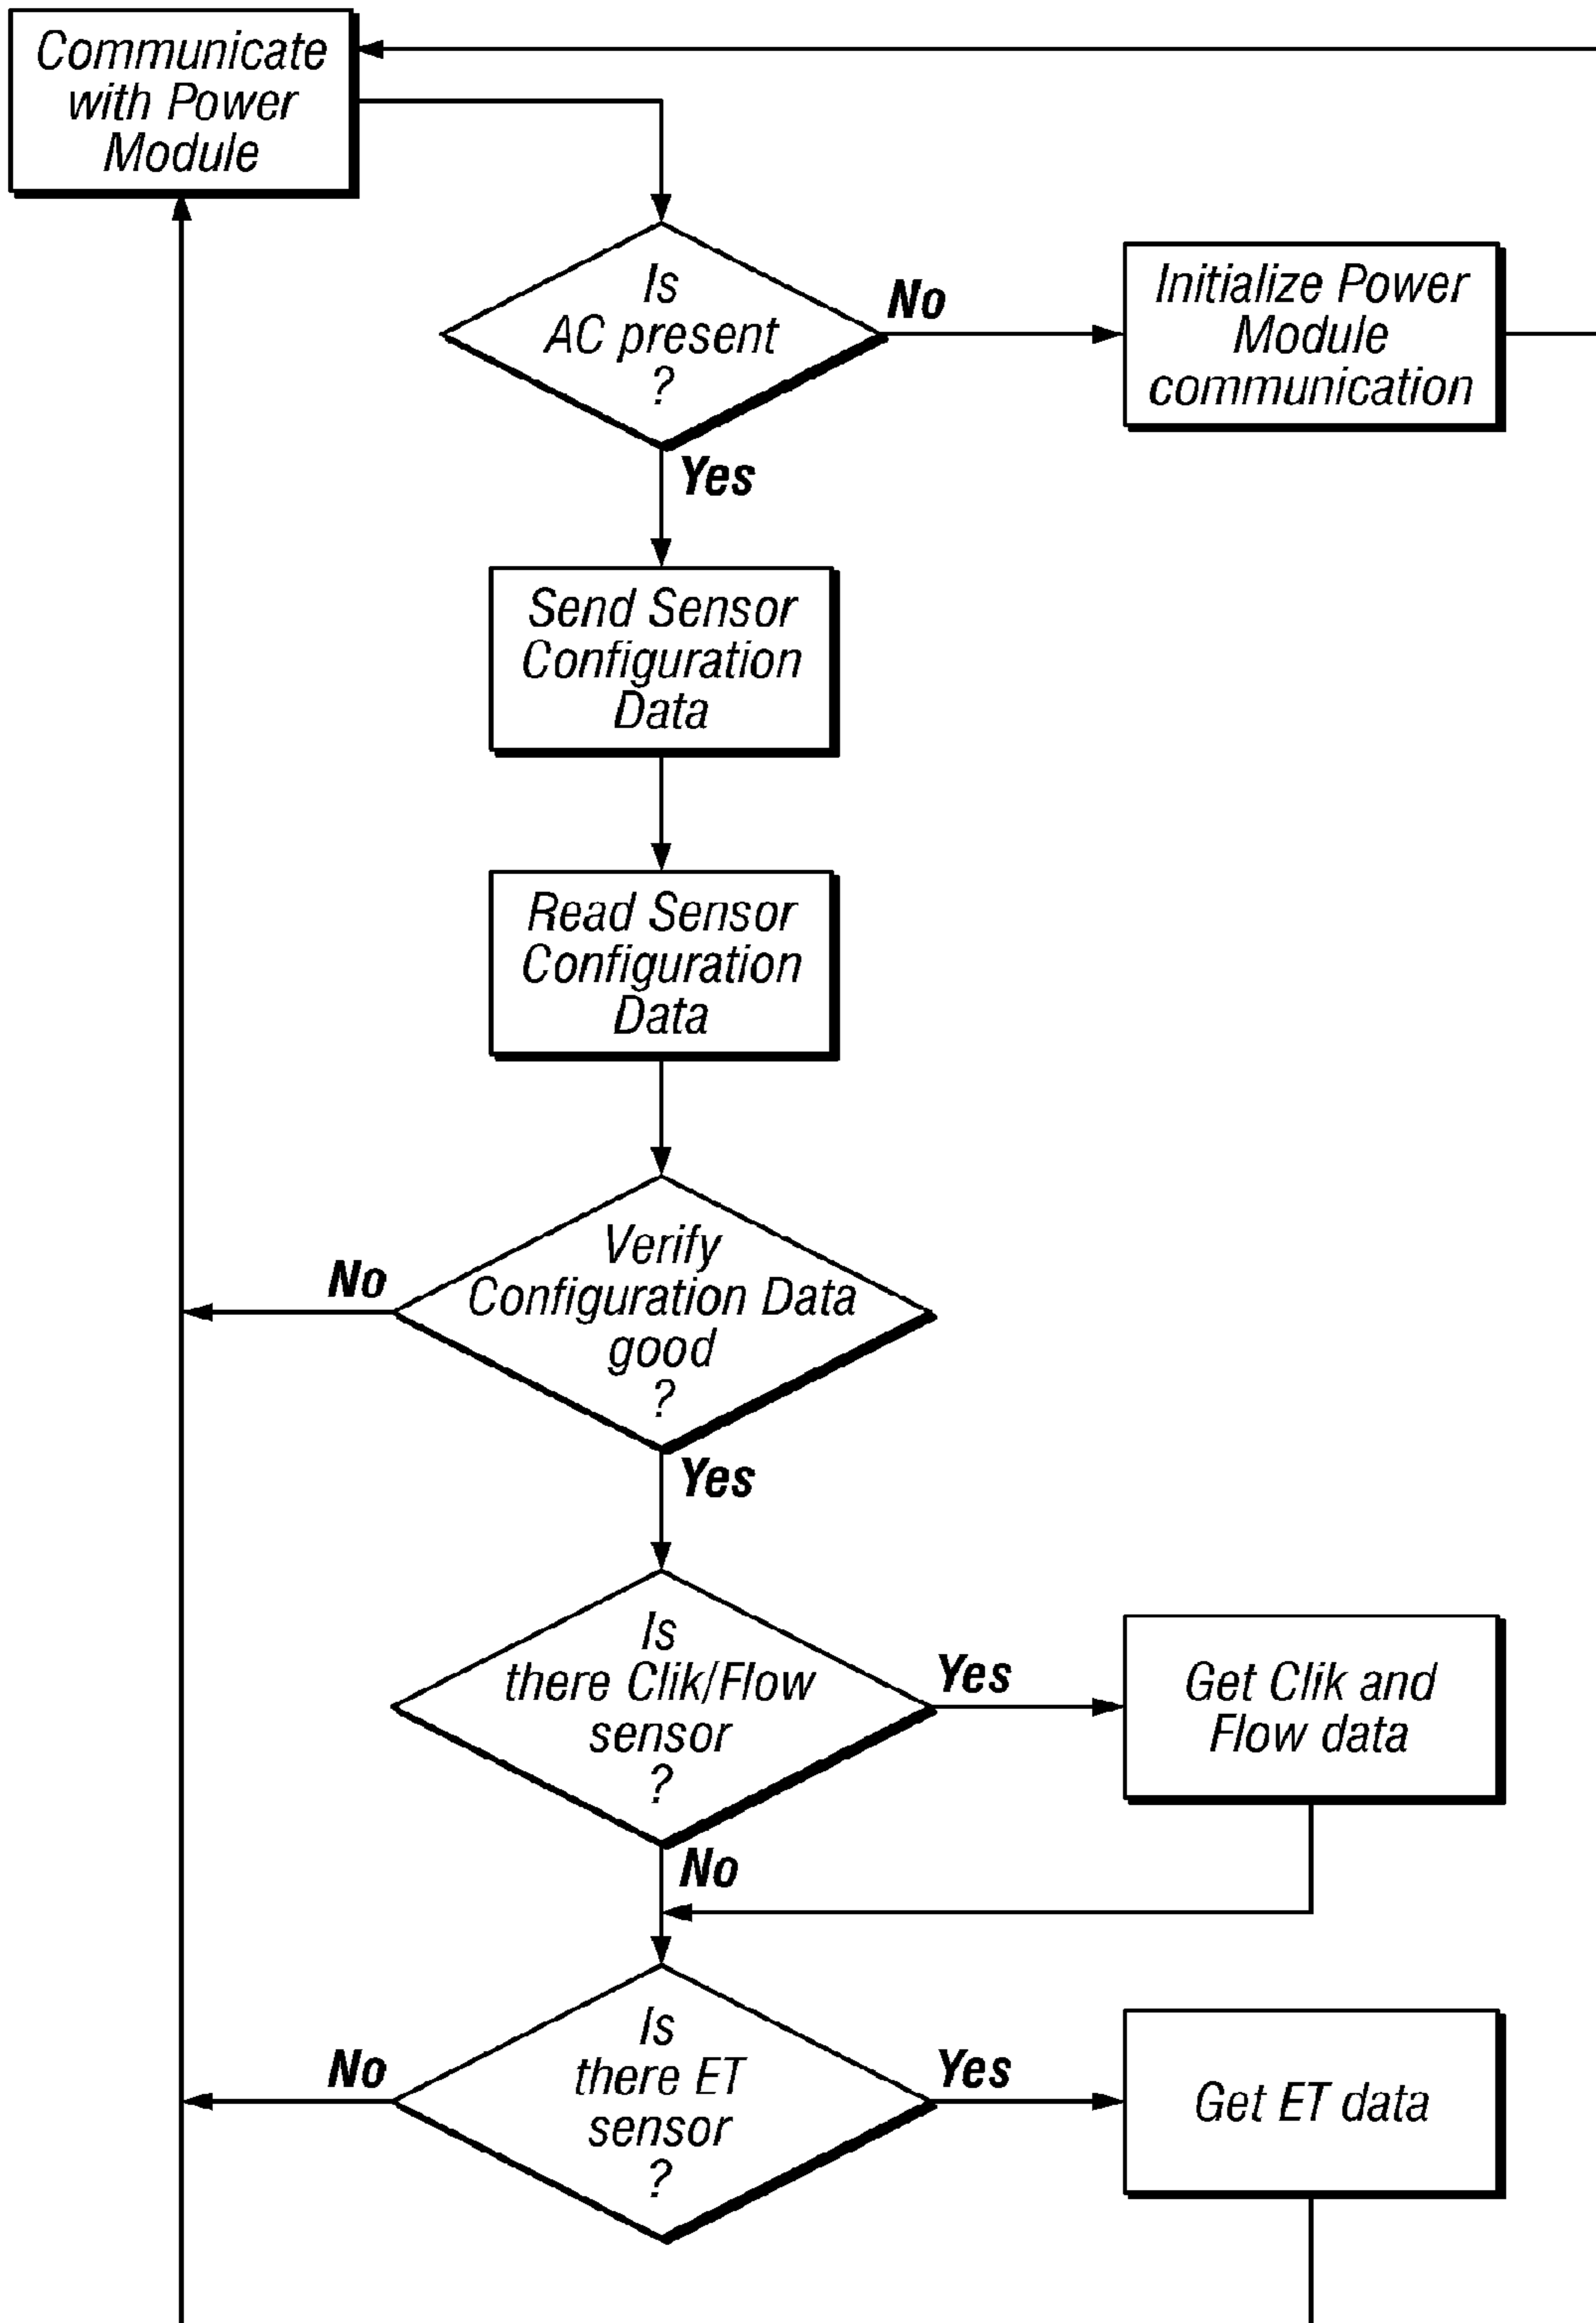 Communicate
with Power
Module
Is
AC present
?
No
Initialize Power
Module
communication
Yes
Send Sensor
Configuration
Data
Read Sensor
Configuration
Data
Verify
Configuration Data
good
?
No
Yes
Is
there Clik/Flow
sensor
?
Yes
Get Clik and
Flow data
No
Is
there ET
sensor
?
No
Yes
Get ET data